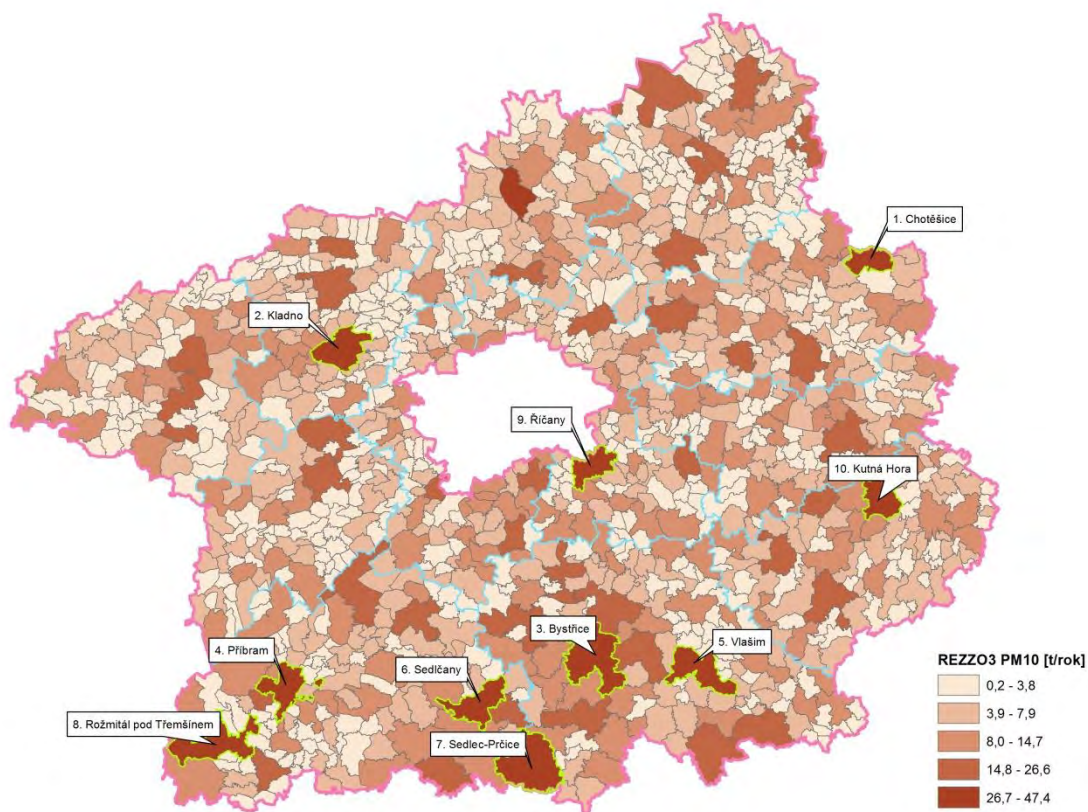 1. Chotěšice
2. Kladno
9. Říčany
10. Kutná Hora
3. Bystřice
5. Vlašim
4. Příbram
6. Sedlčany
8. Rožmitál pod Třemšínem
7. Sedlec-Prčice
REZZO3 PM10 [t/rok]
0,2 - 3,8
3,9 - 7,9
8,0 - 14,7
14,8 - 26,6
26,7 - 47,4